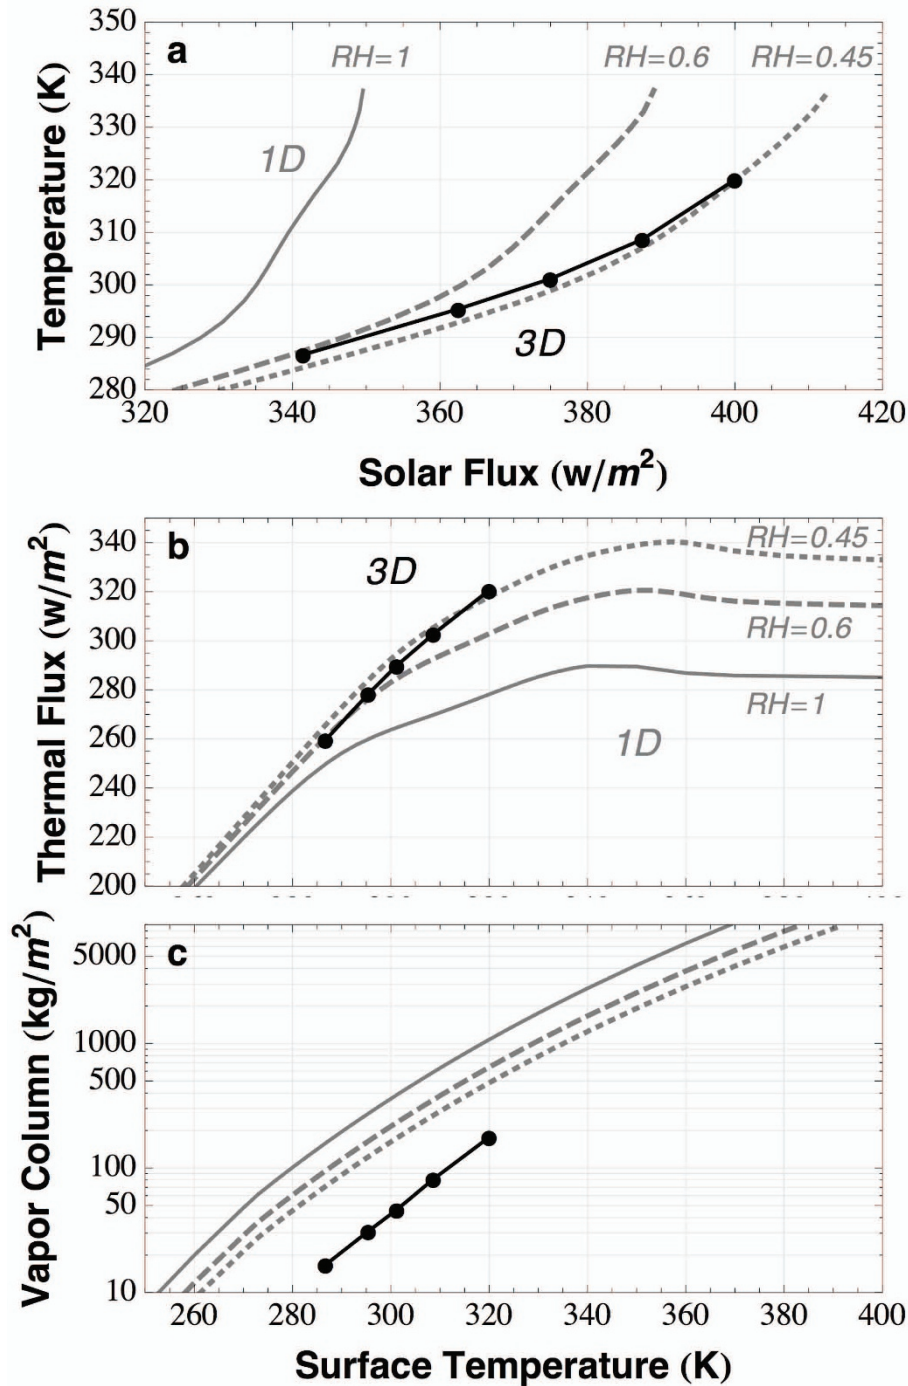 a
RH=1
RH=0.6
RH=0.45
1D
3D
Temperature (K)
350
340
330
320
310
300
290
280
320
340
360
380
400
420
Solar Flux (w/m²)
b
3D
RH=0.45
RH=0.6
RH=1
1D
Thermal Flux (w/m²)
340
320
300
280
260
240
220
200
c
Vapor Column (kg/m²)
5000
1000
500
100
50
10
260
280
300
320
340
360
380
400
Surface Temperature (K)